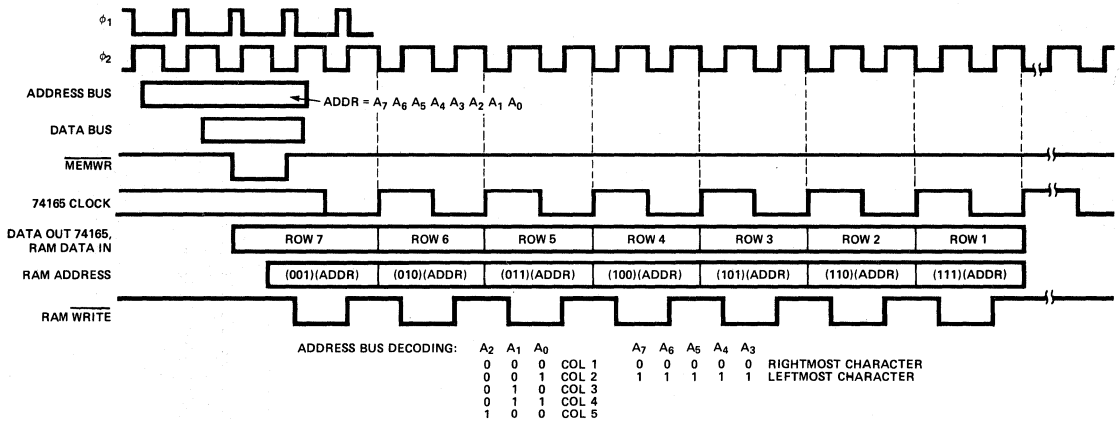 ϕ1
ϕ2
ADDRESS BUS
ADDR = A7 A6 A5 A4 A3 A2 A1 A0
DATA BUS
MEMWR
74165 CLOCK
DATA OUT 74165,
RAM DATA IN
ROW 7 ROW 6 ROW 5 ROW 4 ROW 3 ROW 2 ROW 1
RAM ADDRESS
(001)(ADDR) (010)(ADDR) (011)(ADDR) (100)(ADDR) (101)(ADDR) (110)(ADDR) (111)(ADDR)
RAM WRITE
ADDRESS BUS DECODING: A2 A1 A0 A7 A6 A5 A4 A3
0 0 0 COL 1 0 0 0 0 0 RIGHTMOST CHARACTER
0 0 1 COL 2 1 1 1 1 1 LEFTMOST CHARACTER
0 1 0 COL 3
0 1 1 COL 4
1 0 0 COL 5